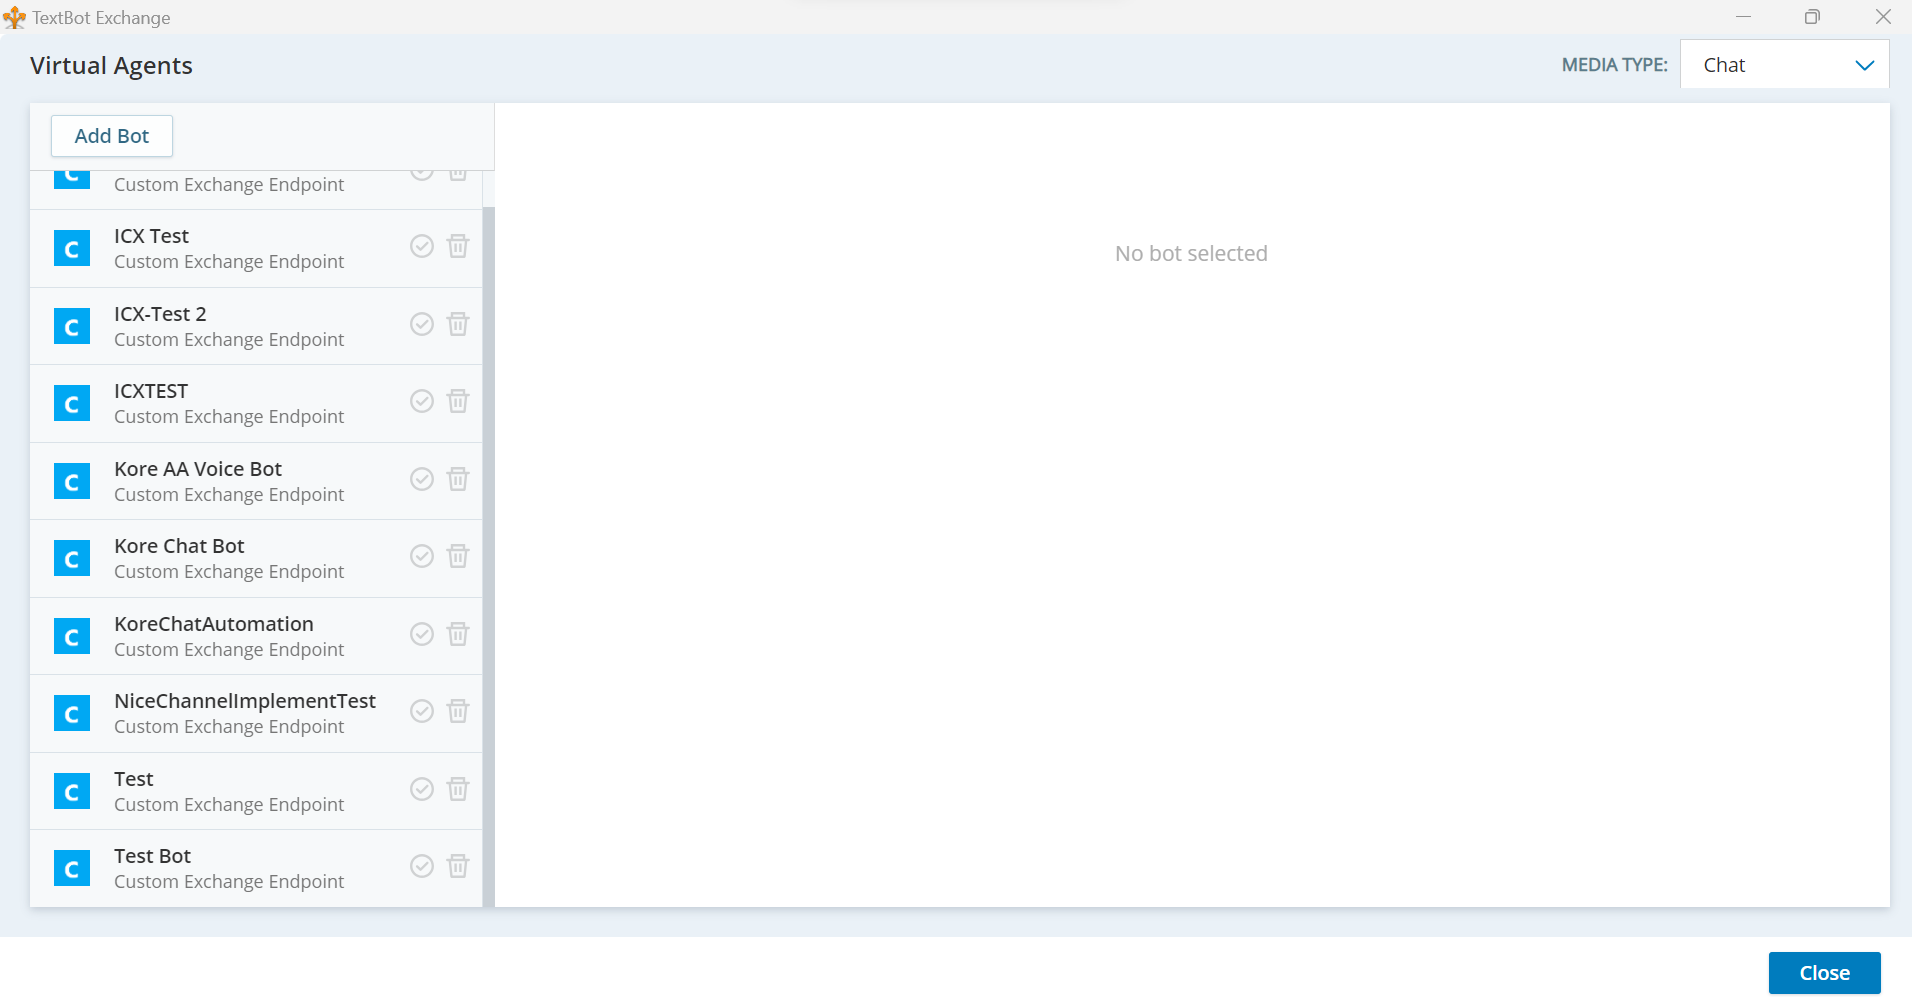 TextBot Exchange
Virtual Agents
MEDIA TYPE: Chat
Add Bot
Custom Exchange Endpoint
C
ICX Test
Custom Exchange Endpoint
No bot selected
C
ICX-Test 2
Custom Exchange Endpoint
C
ICXTEST
Custom Exchange Endpoint
C
Kore AA Voice Bot
Custom Exchange Endpoint
C
Kore Chat Bot
Custom Exchange Endpoint
C
KoreChatAutomation
Custom Exchange Endpoint
C
NiceChannelImplementTest
Custom Exchange Endpoint
C
Test
Custom Exchange Endpoint
C
Test Bot
Custom Exchange Endpoint
Close